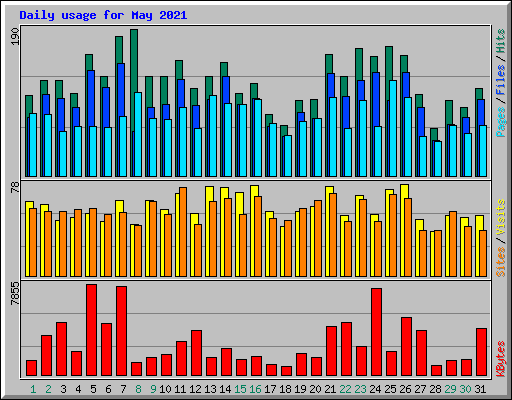 Daily usage for May 2021
190
Pages / Files / Hits
78
Sites / Visits
7855
KBytes
1 2 3 4 5 6 7 8 9 10 11 12 13 14 15 16 17 18 19 20 21 22 23 24 25 26 27 28 29 30 31